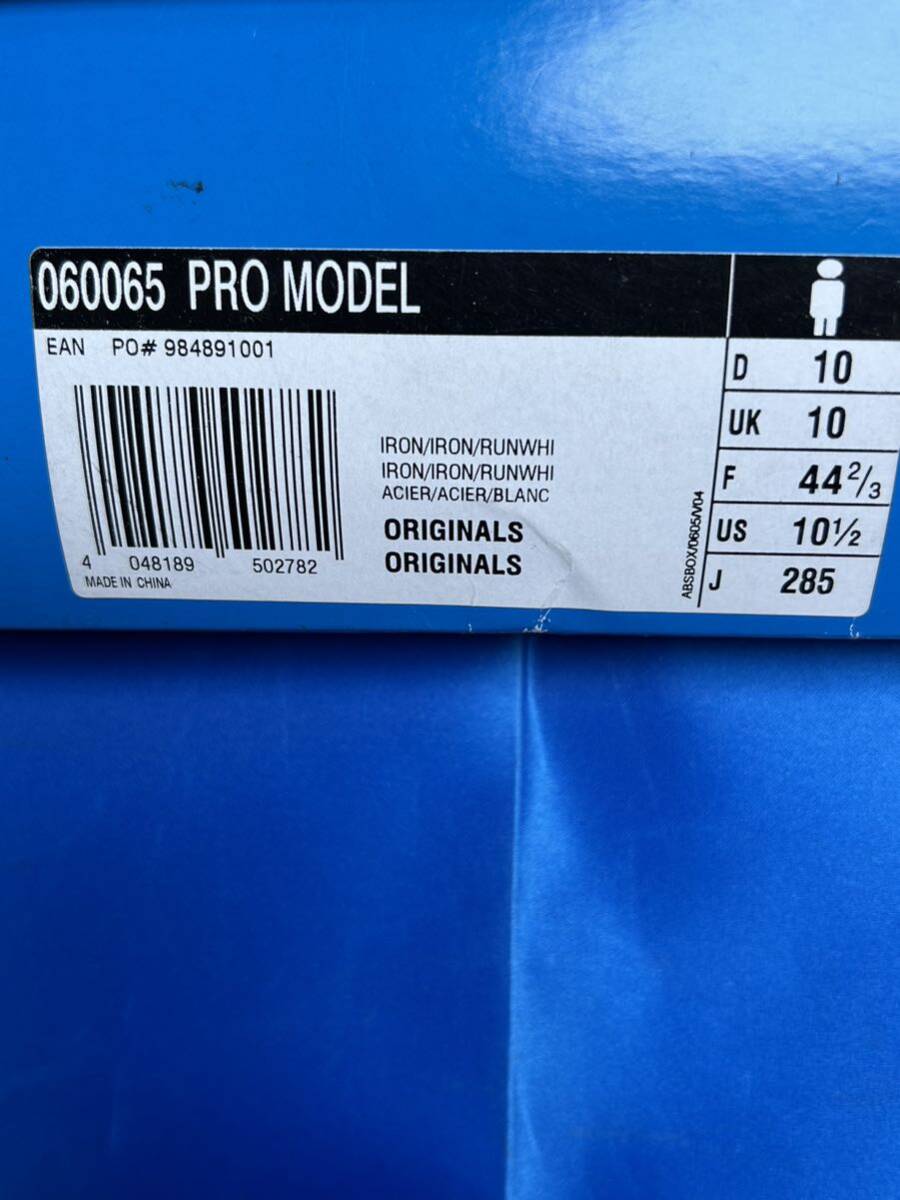 060065 PRO MODEL
EAN PO# 984891001
IRON/IRON/RUNWHI
IRON/IRON/RUNWHI
ACIER/ACIER/BLANC
ORIGINALS
ORIGINALS
4 048189 502782
MADE IN CHINA
ABSBOX/0605/V04
D 10
UK 10
F 44 2/3
US 10½
J 285